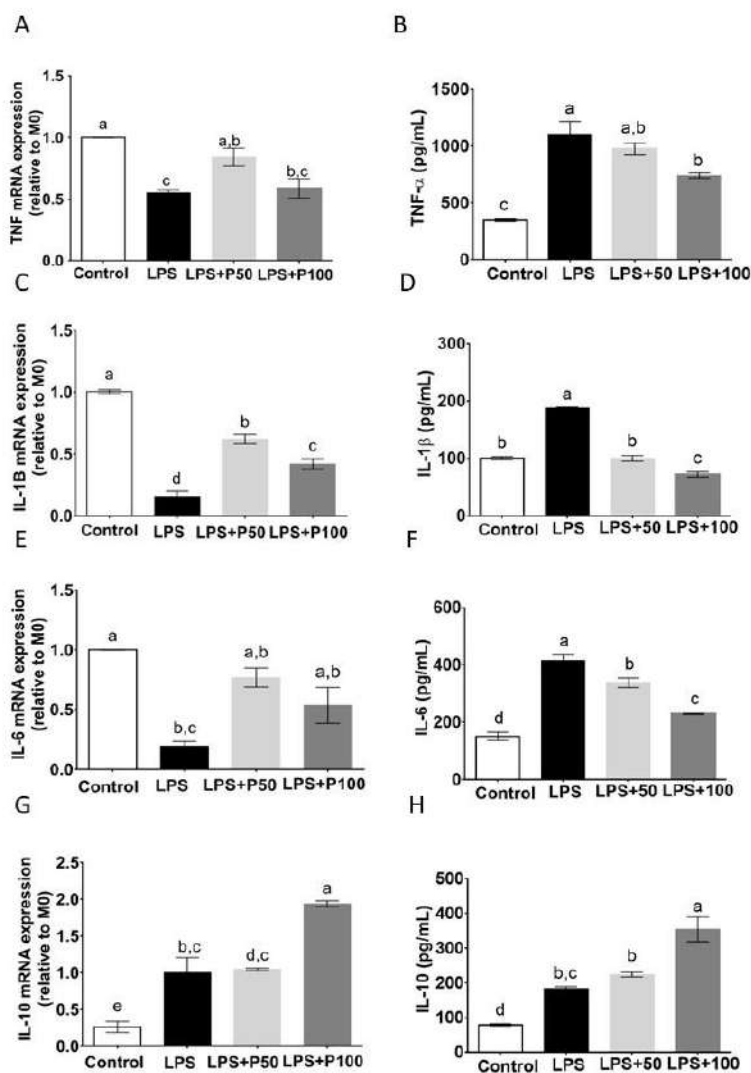 A
TNF mRNA expression
(relative to M0)
1.5
1.0
0.5
0.0
a
c
a,b
b,c
Control LPS LPS+P50 LPS+P100
B
TNF-α (pg/mL)
1500
1000
500
0
c
a
a,b
b
Control LPS LPS+50 LPS+100
C
IL-1B mRNA expression
(relative to M0)
1.5
1.0
0.5
0.0
a
d
b
c
Control LPS LPS+P50 LPS+P100
D
IL-1β (pg/mL)
300
200
100
0
b
a
b
c
Control LPS LPS+50 LPS+100
E
IL-6 mRNA expression
(relative to M0)
1.5
1.0
0.5
0.0
a
b,c
a,b
a,b
Control LPS LPS+P50 LPS+P100
F
IL-6 (pg/mL)
600
400
200
0
d
a
b
c
Control LPS LPS+50 LPS+100
G
IL-10 mRNA expression
(relative to M0)
2.5
2.0
1.5
1.0
0.5
0.0
e
b,c
d,c
a
Control LPS LPS+P50 LPS+P100
H
IL-10 (pg/mL)
500
400
300
200
100
0
d
b,c
b
a
Control LPS LPS+50 LPS+100